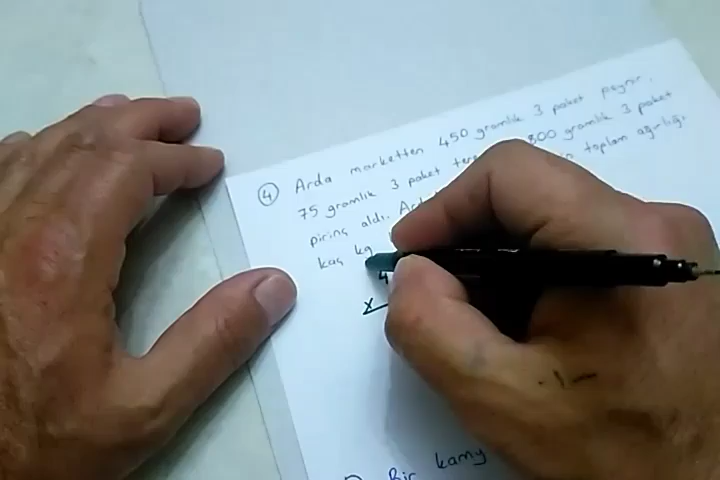 4 Arda marketten 450 gramlık 3 paket peynir,
75 gramlık 3 paket 800 gramlık 3 paket
pirinç aldı. toplam ağırlığı
kaç kg
4
x
Bir kamy